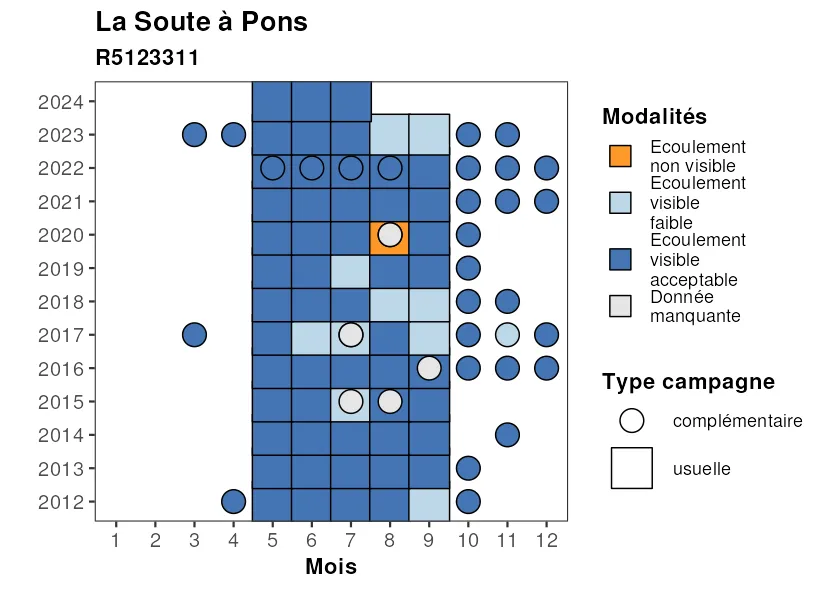 La Soute à Pons
R5123311
2024
2023
2022
2021
2020
2019
2018
2017
2016
2015
2014
2013
2012
1 2 3 4 5 6 7 8 9 10 11 12
Mois
Modalités
Ecoulement
non visible
Ecoulement
visible
faible
Ecoulement
visible
acceptable
Donnée
manquante
Type campagne
complémentaire
usuelle